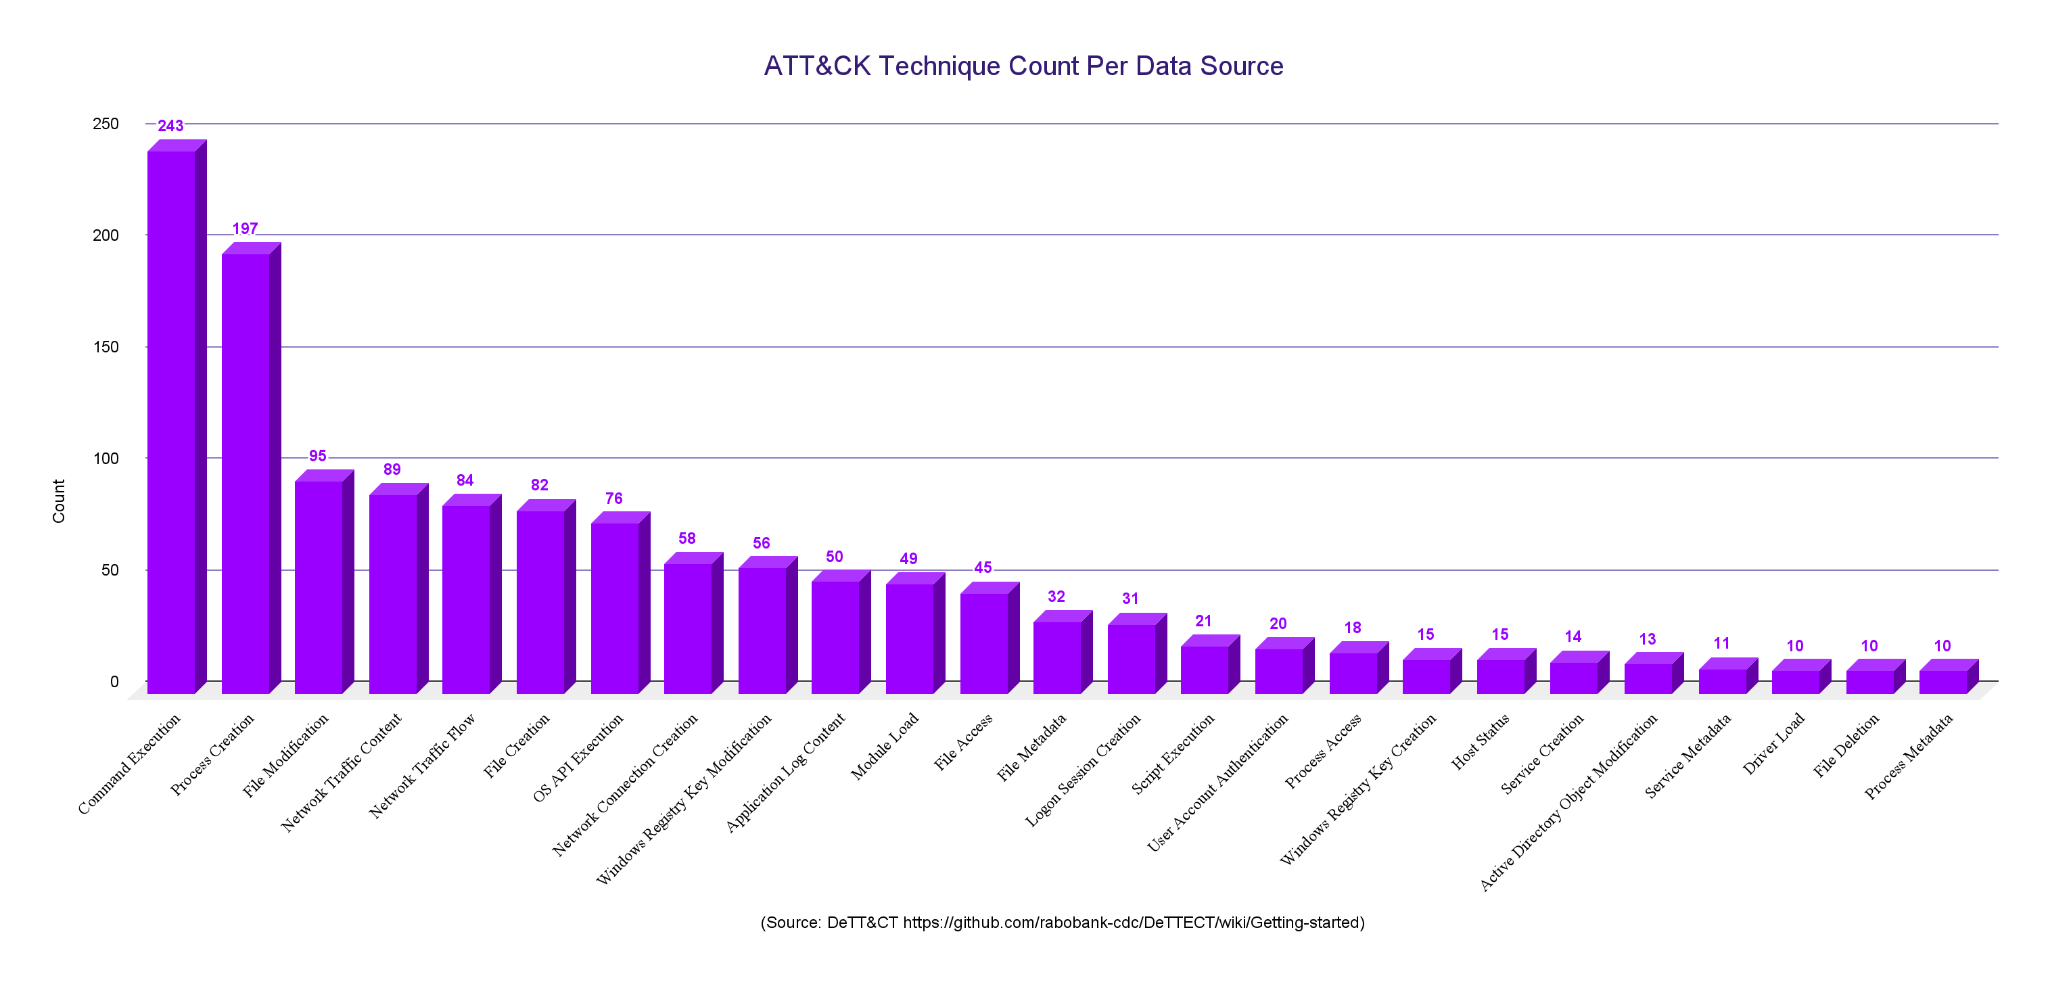 ATT&CK Technique Count Per Data Source
250
200
150
100
50
0
Count
243
197
95
89
84
82
76
58
56
50
49
45
32
31
21
20
18
15
15
14
13
11
10
10
10
Command Execution
Process Creation
File Modification
Network Traffic Content
Network Traffic Flow
File Creation
OS API Execution
Network Connection Creation
Windows Registry Key Modification
Application Log Content
Module Load
File Access
File Metadata
Logon Session Creation
Script Execution
User Account Authentication
Process Access
Windows Registry Key Creation
Host Status
Service Creation
Active Directory Object Modification
Service Metadata
Driver Load
File Deletion
Process Metadata
(Source: DeTT&CT https://github.com/rabobank-cdc/DeTTECT/wiki/Getting-started)